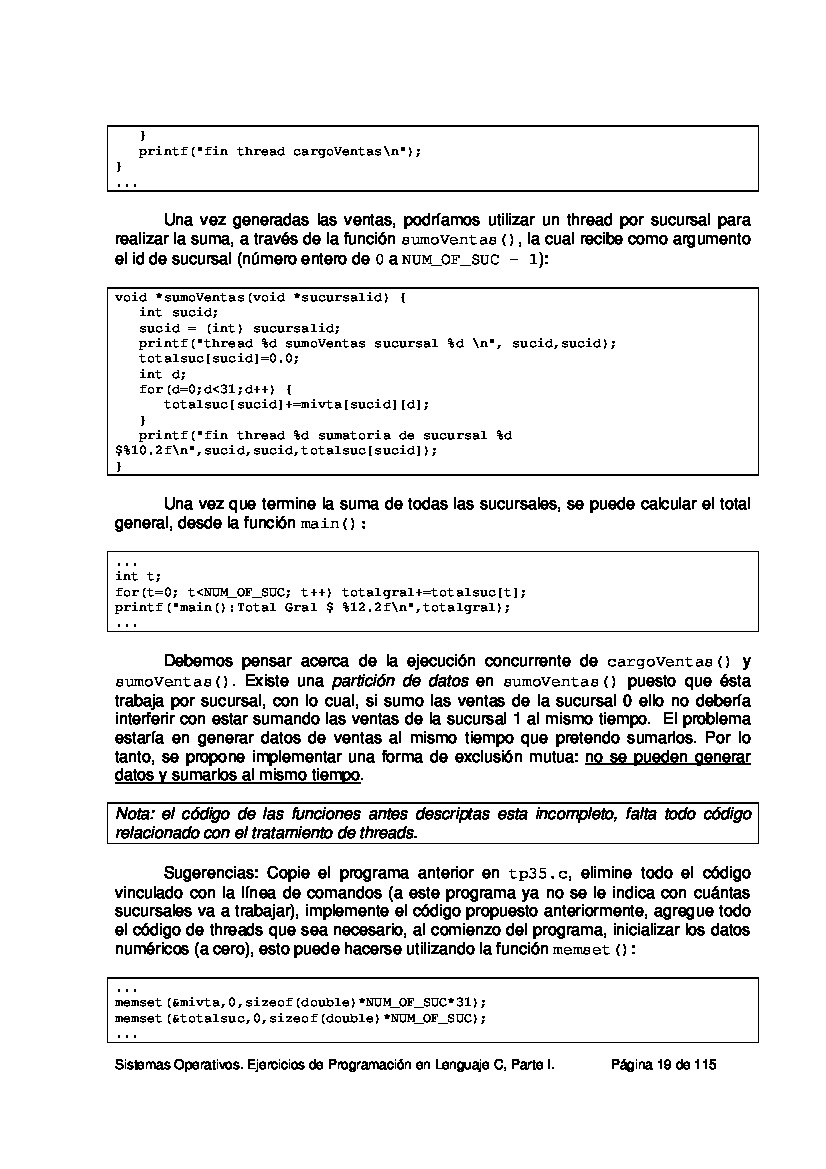 }
printf("fin thread cargoVentas\n");
}
...
Una vez generadas las ventas, podríamos utilizar un thread por sucursal para
realizar la suma, a través de la función sumoVentas(), la cual recibe como argumento
el id de sucursal (número entero de 0 a NUM_OF_SUC – 1):
void *sumoVentas(void *sucursalid) {
int sucid;
sucid = (int) sucursalid;
printf("thread %d sumoVentas sucursal %d \n", sucid,sucid);
totalsuc[sucid]=0.0;
int d;
for(d=0;d<31;d++) {
totalsuc[sucid]+=mivta[sucid][d];
}
printf("fin thread %d sumatoria de sucursal %d
$%10.2f\n",sucid,sucid,totalsuc[sucid]);
}
Una vez que termine la suma de todas las sucursales, se puede calcular el total
general, desde la función main():
...
int t;
for(t=0; t<NUM_OF_SUC; t++) totalgral+=totalsuc[t];
printf("main():Total Gral $ %12.2f\n",totalgral);
...
Debemos pensar acerca de la ejecución concurrente de cargoVentas() y
sumoVentas(). Existe una partición de datos en sumoVentas() puesto que ésta
trabaja por sucursal, con lo cual, si sumo las ventas de la sucursal 0 ello no debería
interferir con estar sumando las ventas de la sucursal 1 al mismo tiempo. El problema
estaría en generar datos de ventas al mismo tiempo que pretendo sumarlos. Por lo
tanto, se propone implementar una forma de exclusión mutua: no se pueden generar
datos y sumarlos al mismo tiempo.
Nota: el código de las funciones antes descriptas esta incompleto, falta todo código
relacionado con el tratamiento de threads.
Sugerencias: Copie el programa anterior en tp35.c, elimine todo el código
vinculado con la línea de comandos (a este programa ya no se le indica con cuántas
sucursales va a trabajar), implemente el código propuesto anteriormente, agregue todo
el código de threads que sea necesario, al comienzo del programa, inicializar los datos
numéricos (a cero), esto puede hacerse utilizando la función memset():
...
memset(&mivta,0,sizeof(double)*NUM_OF_SUC*31);
memset(&totalsuc,0,sizeof(double)*NUM_OF_SUC);
...
Sistemas Operativos. Ejercicios de Programación en Lenguaje C, Parte I. Página 19 de 115